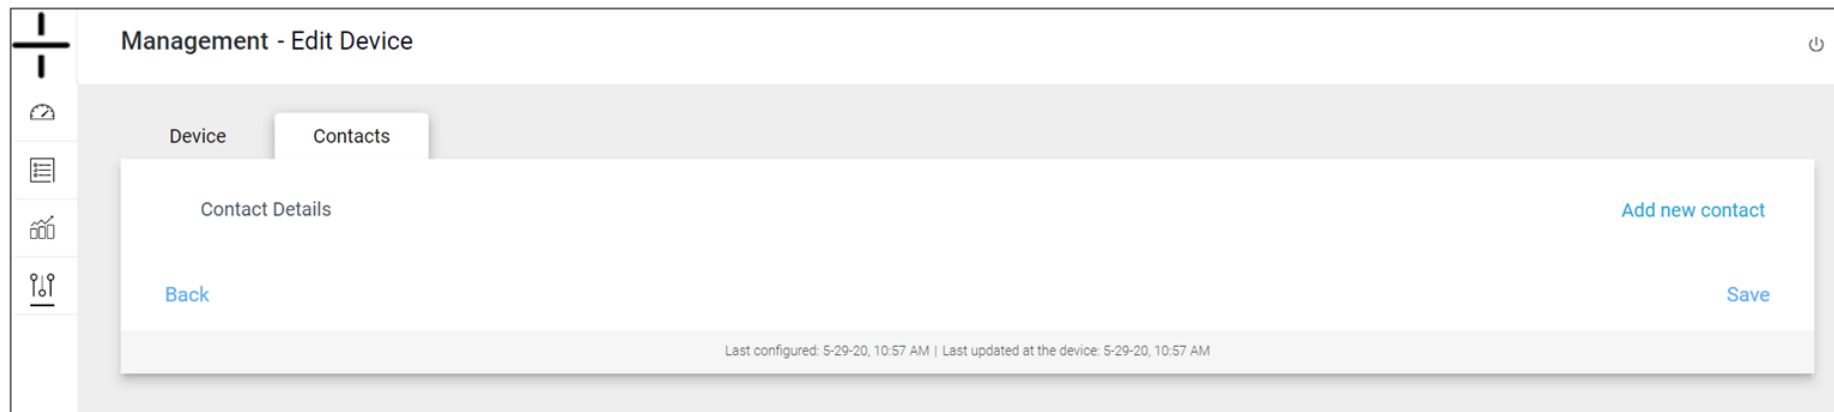 Management - Edit Device
Device Contacts
Contact Details Add new contact
Back Save
Last configured: 5-29-20, 10:57 AM | Last updated at the device: 5-29-20, 10:57 AM